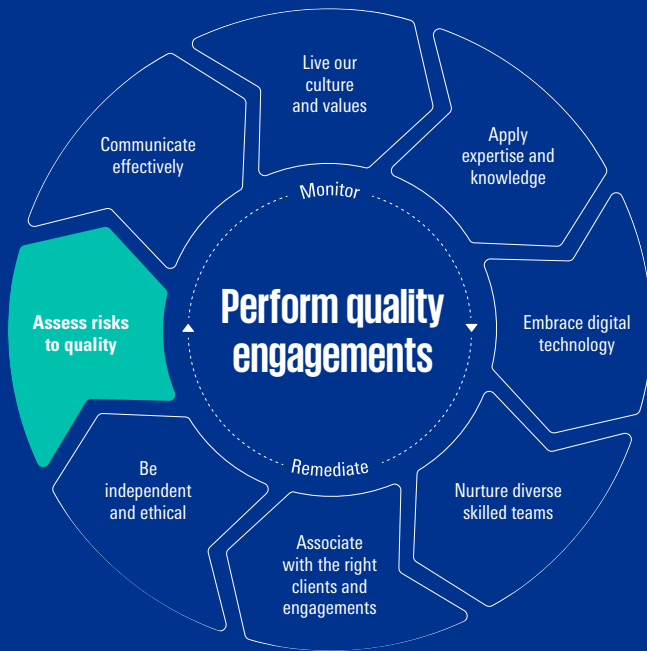 Live our
culture
and values
Apply
expertise and
knowledge
Embrace digital
technology
Nurture diverse
skilled teams
Associate
with the right
clients and
engagements
Be
independent
and ethical
Assess risks
to quality
Communicate
effectively
Monitor
Perform quality
engagements
Remediate